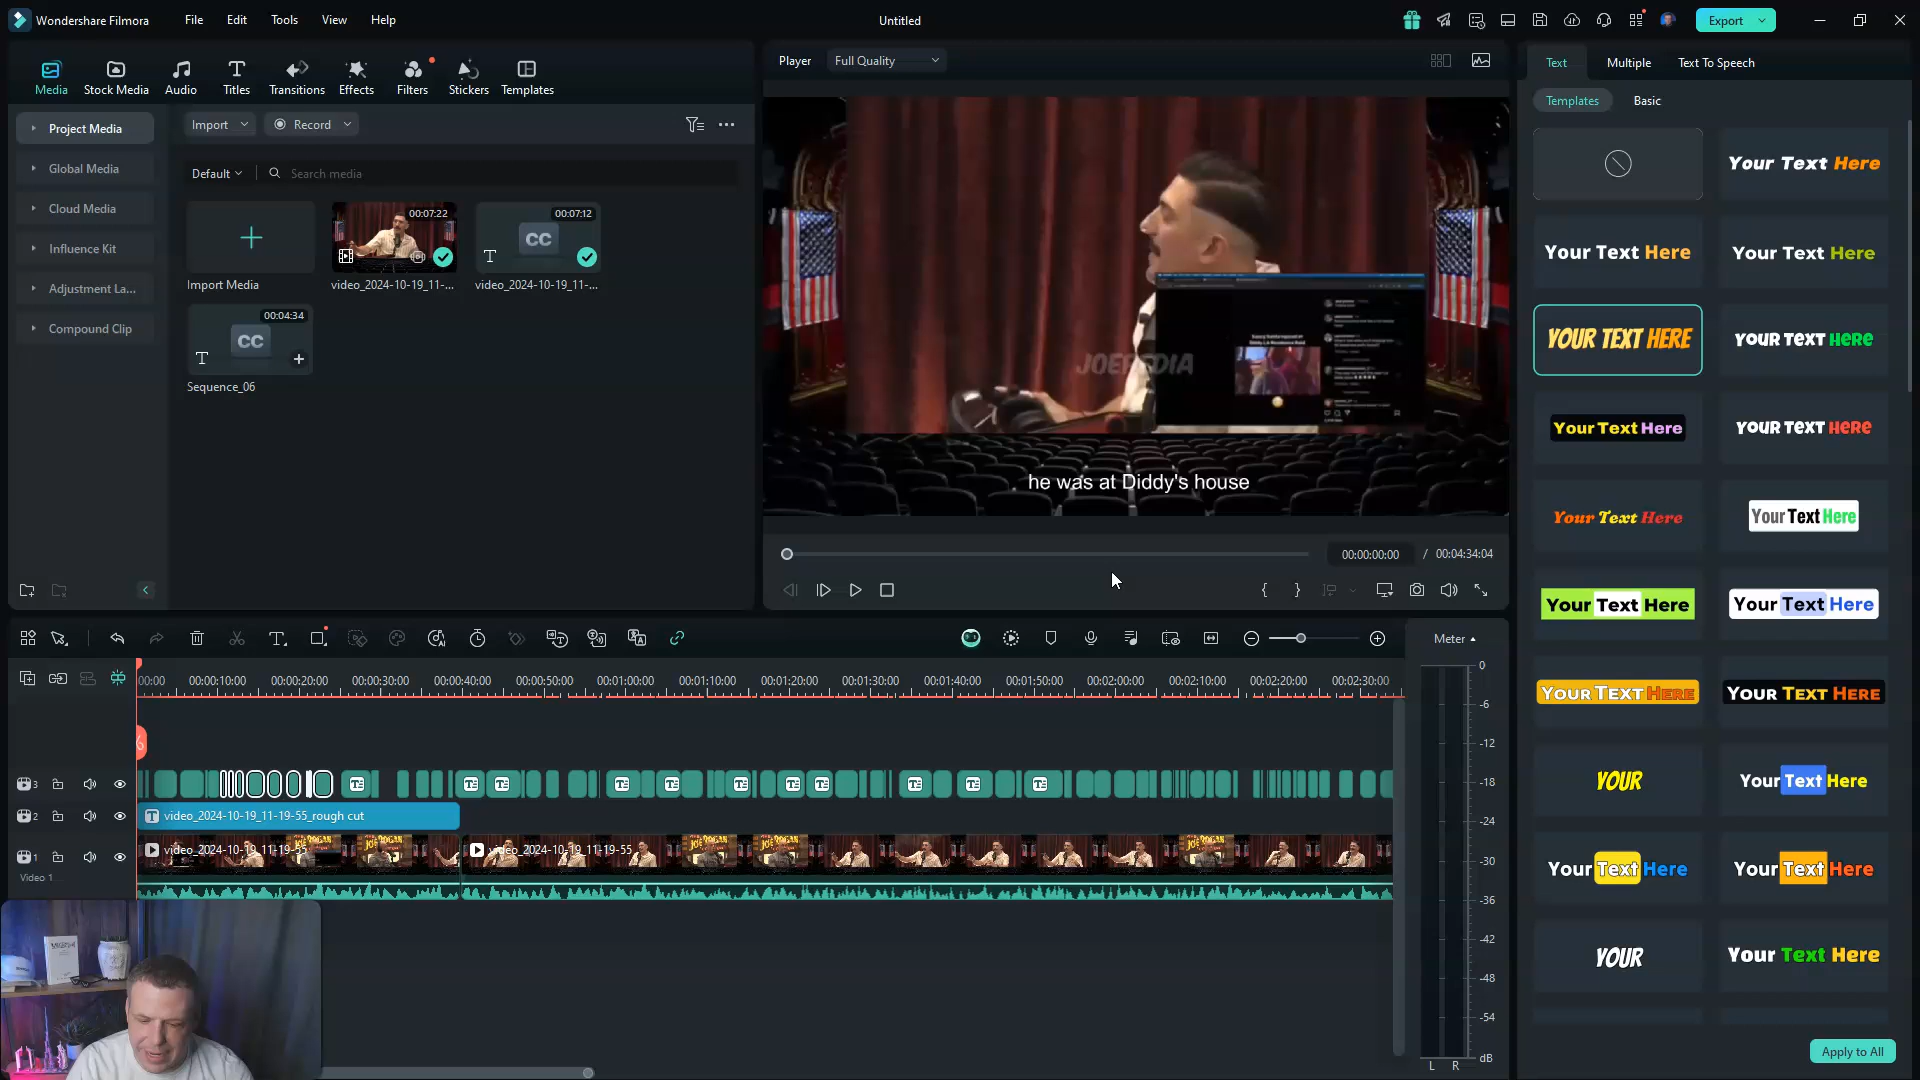 Wondershare Filmora
File
Edit
Tools
View
Help
Untitled
Export
Media
Stock Media
Audio
Titles
Transitions
Effects
Filters
Stickers
Templates
Player
Full Quality
Text
Multiple
Text To Speech
Templates
Basic
Project Media
Global Media
Cloud Media
Influence Kit
Adjustment La...
Compound Clip
Import
Record
Default
Search media
Import Media
00:07:22
video_2024-10-19_11-...
00:07:12
CC
T
video_2024-10-19_11-...
00:04:34
CC
T
Sequence_06
JOEPEDIA
he was at Diddy's house
00:00:00:00
/ 00:04:34:04
Your Text Here
Your Text Here
Your Text Here
YOUR TEXT HERE
YOUR TEXT HERE
Your Text Here
YOUR TEXT HERE
Your Text Here
Your Text Here
Your Text Here
Your Text Here
YOUR TEXT HERE
YOUR TEXT HERE
YOUR
Your Text Here
Your Text Here
Your Text Here
YOUR
Your Text Here
Apply to All
Meter
:00:00
00:00:10:00
00:00:20:00
00:00:30:00
00:00:40:00
00:00:50:00
00:01:00:00
00:01:10:00
00:01:20:00
00:01:30:00
00:01:40:00
00:01:50:00
00:02:00:00
00:02:10:00
00:02:20:00
00:02:30:00
3
2
video_2024-10-19_11-19-55_rough cut
1
video_2024-10-19_11-19-55
video_2024-10-19_11-19-55
Video 1
0
-6
-12
-18
-24
-30
-36
-42
-48
-54
dB
L R